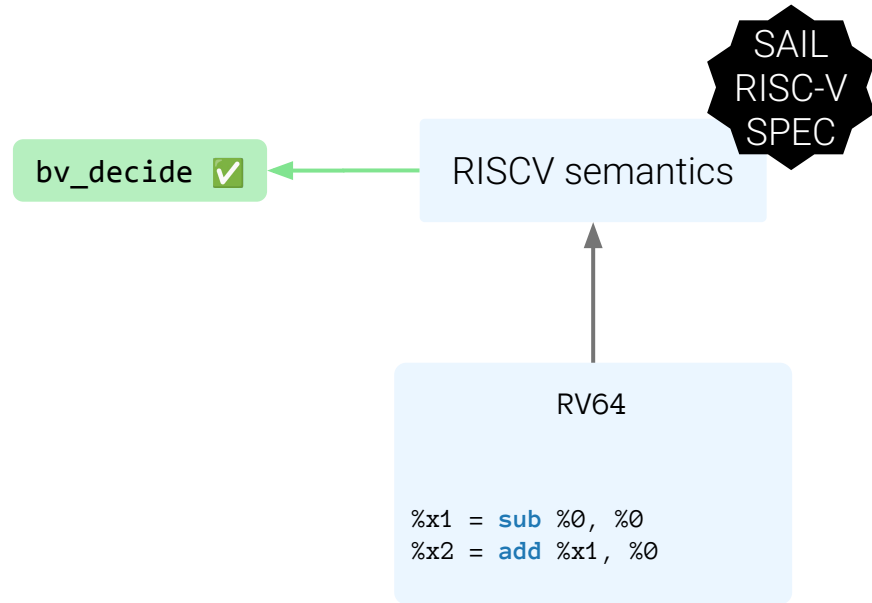 SAIL
RISC-V
SPEC
bv_decide ✅
RISCV semantics
RV64
%x1 = sub %0, %0
%x2 = add %x1, %0